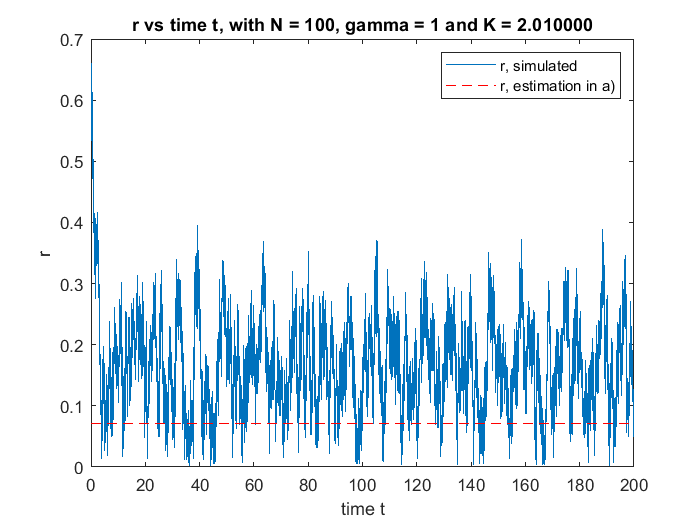 r vs time t, with N = 100, gamma = 1 and K = 2.010000
0.7
0.6
0.5
0.4
0.3
0.2
0.1
0
r
r, simulated
r, estimation in a)
0 20 40 60 80 100 120 140 160 180 200
time t